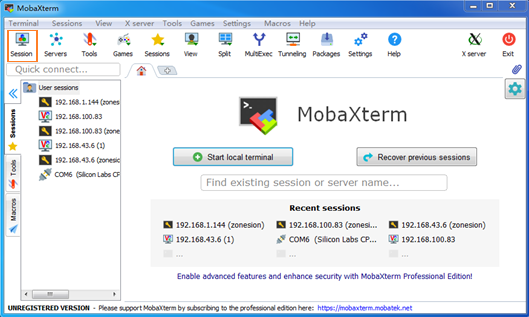 MobaXterm
Terminal Sessions View X server Tools Games Settings Macros Help
Session Servers Tools Games Sessions View Split MultiExec Tunneling Packages Settings Help X server Exit
Quick connect...
User sessions
192.168.1.144 (zonesion)
192.168.100.83
192.168.100.83 (zonesion
192.168.43.6 (1)
192.168.43.6 (zonesion)
COM6 (Silicon Labs CP
Sessions
Tools
Macros
MobaXterm
Start local terminal
Recover previous sessions
Find existing session or server name...
Recent sessions
192.168.1.144 (zonesion) 192.168.100.83 (zonesi... 192.168.43.6 (zonesion)
192.168.43.6 (1) COM6 (Silicon Labs CP... 192.168.100.83
... ... ...
Enable advanced features and enhance security with MobaXterm Professional Edition!
UNREGISTERED VERSION - Please support MobaXterm by subscribing to the professional edition here: https://mobaxterm.mobatek.net